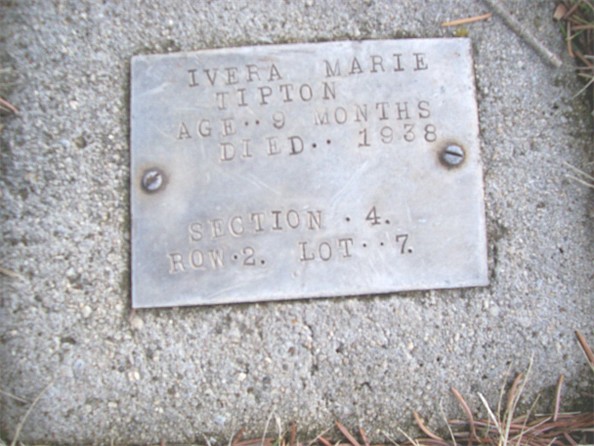 IVERA MARIE
TIPTON
AGE·· 9 MONTHS
DIED·· 1938
SECTION · 4.
ROW·2. LOT··7.